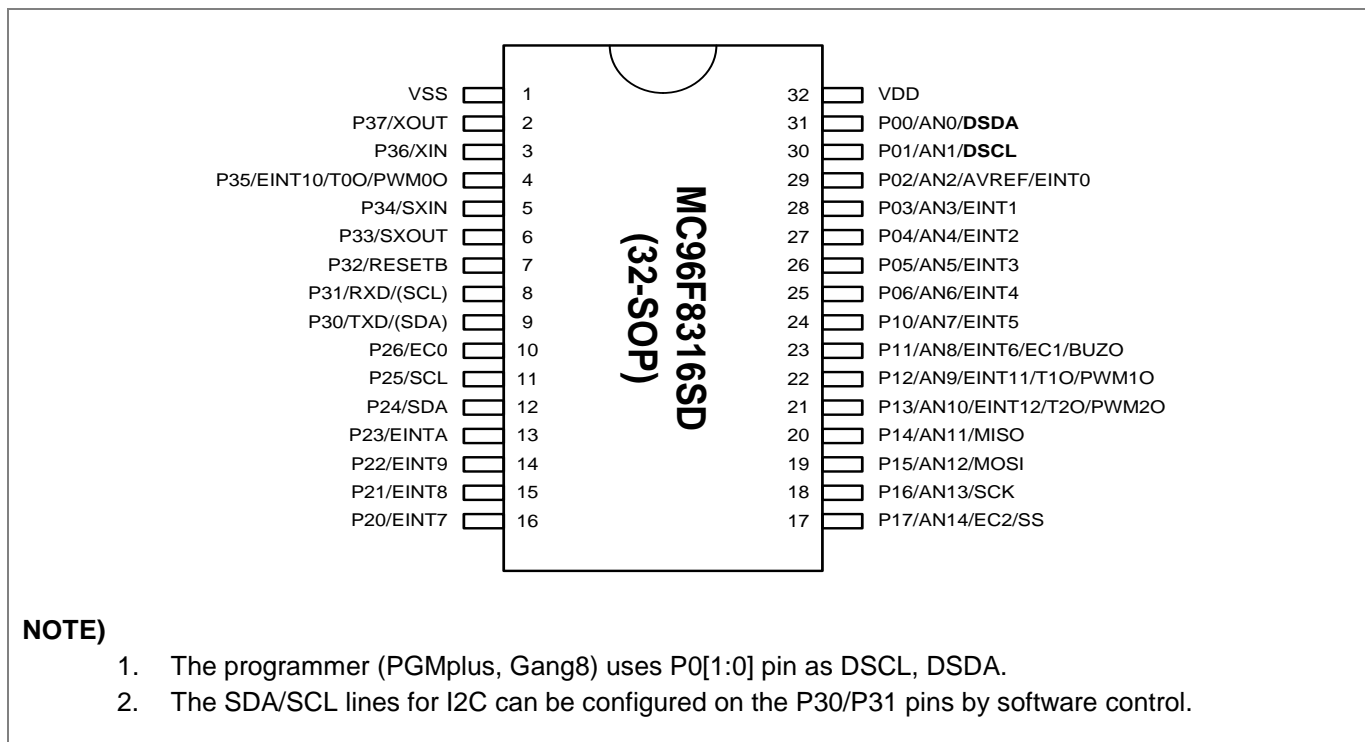 VSS 1
P37/XOUT 2
P36/XIN 3
P35/EINT10/T0O/PWM0O 4
P34/SXIN 5
P33/SXOUT 6
P32/RESETB 7
P31/RXD/(SCL) 8
P30/TXD/(SDA) 9
P26/EC0 10
P25/SCL 11
P24/SDA 12
P23/EINTA 13
P22/EINT9 14
P21/EINT8 15
P20/EINT7 16
MC96F8316SD
(32-SOP)
32 VDD
31 P00/AN0/DSDA
30 P01/AN1/DSCL
29 P02/AN2/AVREF/EINT0
28 P03/AN3/EINT1
27 P04/AN4/EINT2
26 P05/AN5/EINT3
25 P06/AN6/EINT4
24 P10/AN7/EINT5
23 P11/AN8/EINT6/EC1/BUZO
22 P12/AN9/EINT11/T1O/PWM1O
21 P13/AN10/EINT12/T2O/PWM2O
20 P14/AN11/MISO
19 P15/AN12/MOSI
18 P16/AN13/SCK
17 P17/AN14/EC2/SS
NOTE)
1. The programmer (PGMplus, Gang8) uses P0[1:0] pin as DSCL, DSDA.
2. The SDA/SCL lines for I2C can be configured on the P30/P31 pins by software control.